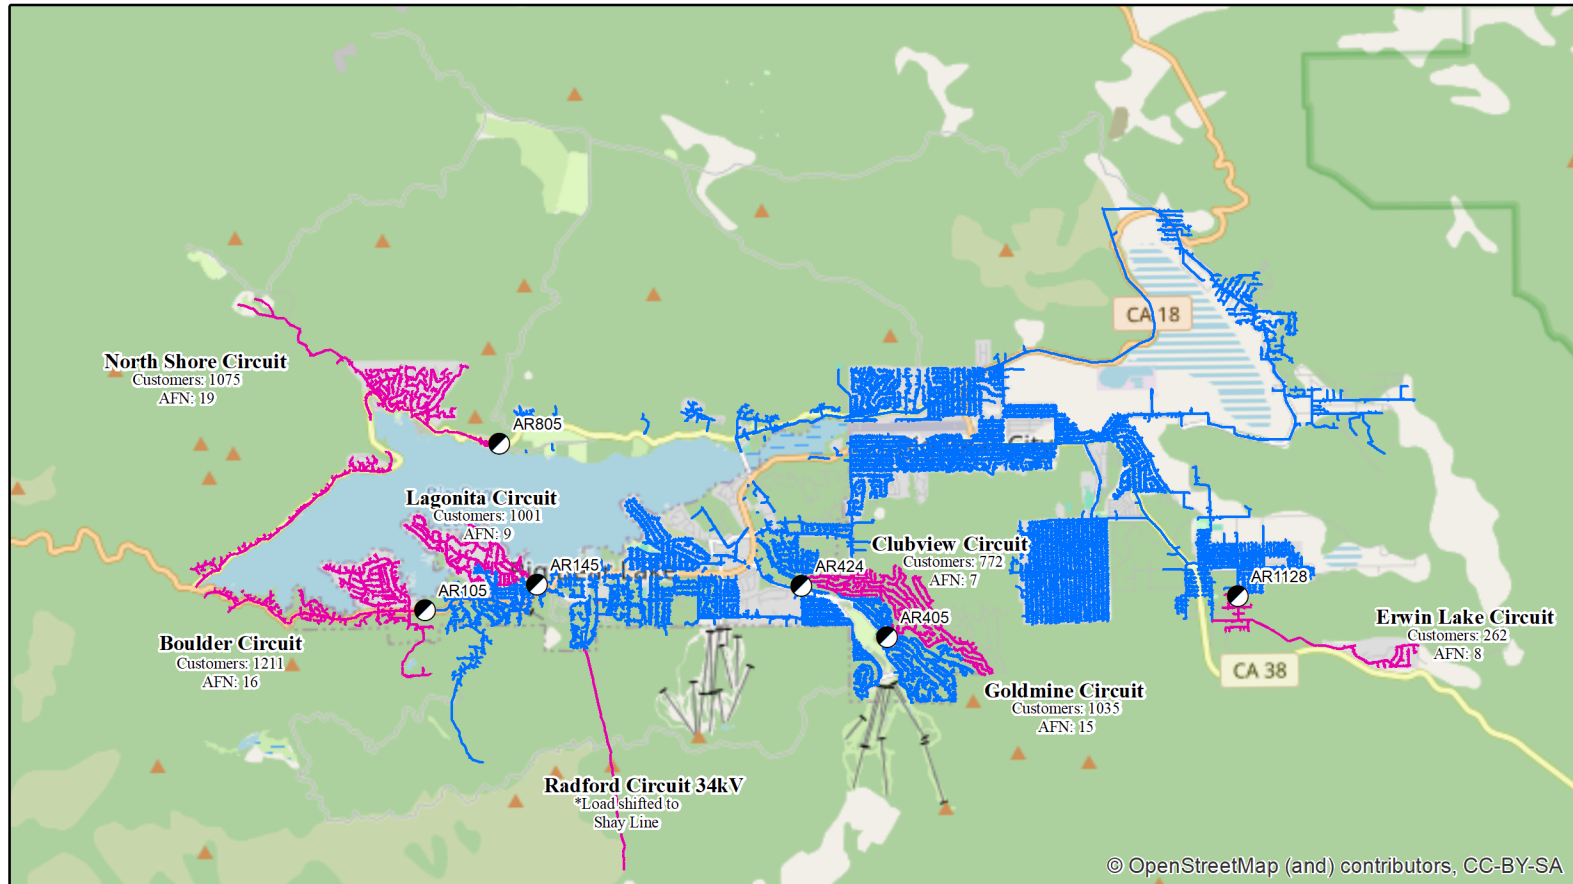 CA 18
North Shore Circuit
Customers: 1075
AFN: 19
AR805
City
Lagonita Circuit
Customers: 1001
AFN: 9
Clubview Circuit
Customers: 772
AFN: 7
AR145
AR424
AR105
AR1128
AR405
Erwin Lake Circuit
Customers: 262
AFN: 8
Boulder Circuit
Customers: 1211
AFN: 16
CA 38
Goldmine Circuit
Customers: 1035
AFN: 15
Radford Circuit 34kV
*Load shifted to
Shay Line
© OpenStreetMap (and) contributors, CC-BY-SA